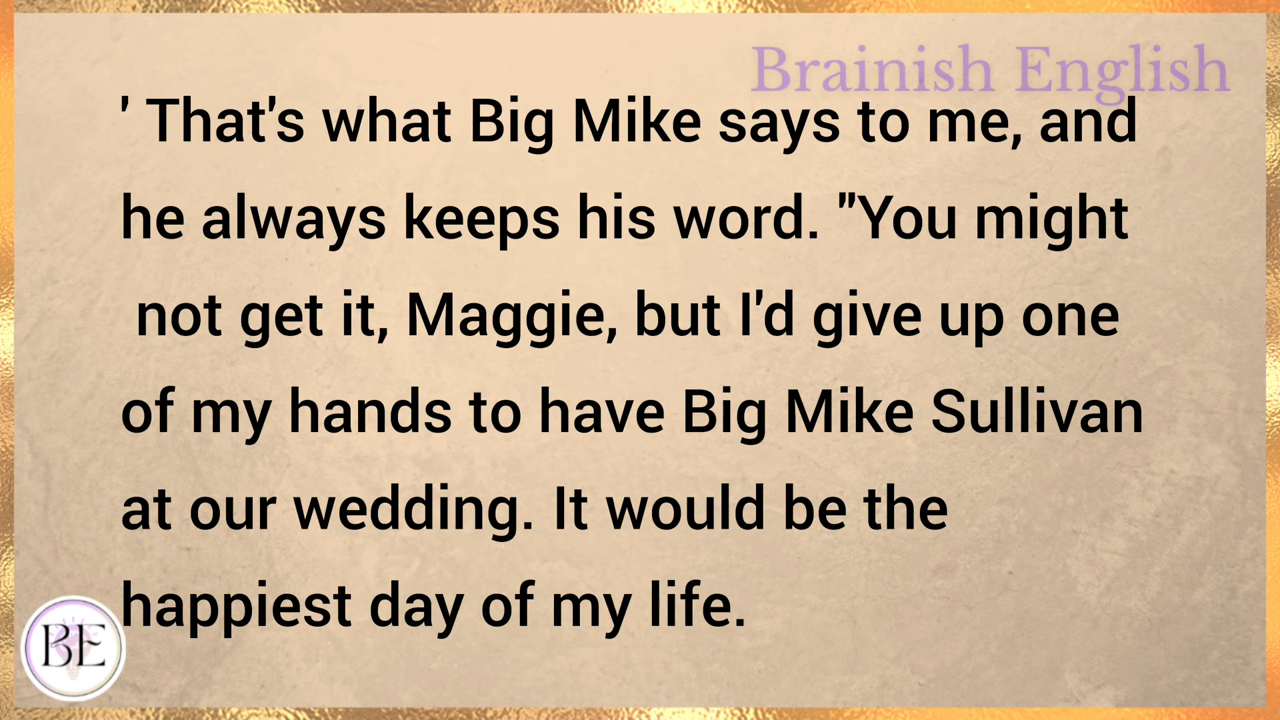 Brainish English
' That's what Big Mike says to me, and
he always keeps his word. "You might
not get it, Maggie, but I'd give up one
of my hands to have Big Mike Sullivan
at our wedding. It would be the
happiest day of my life.
BE